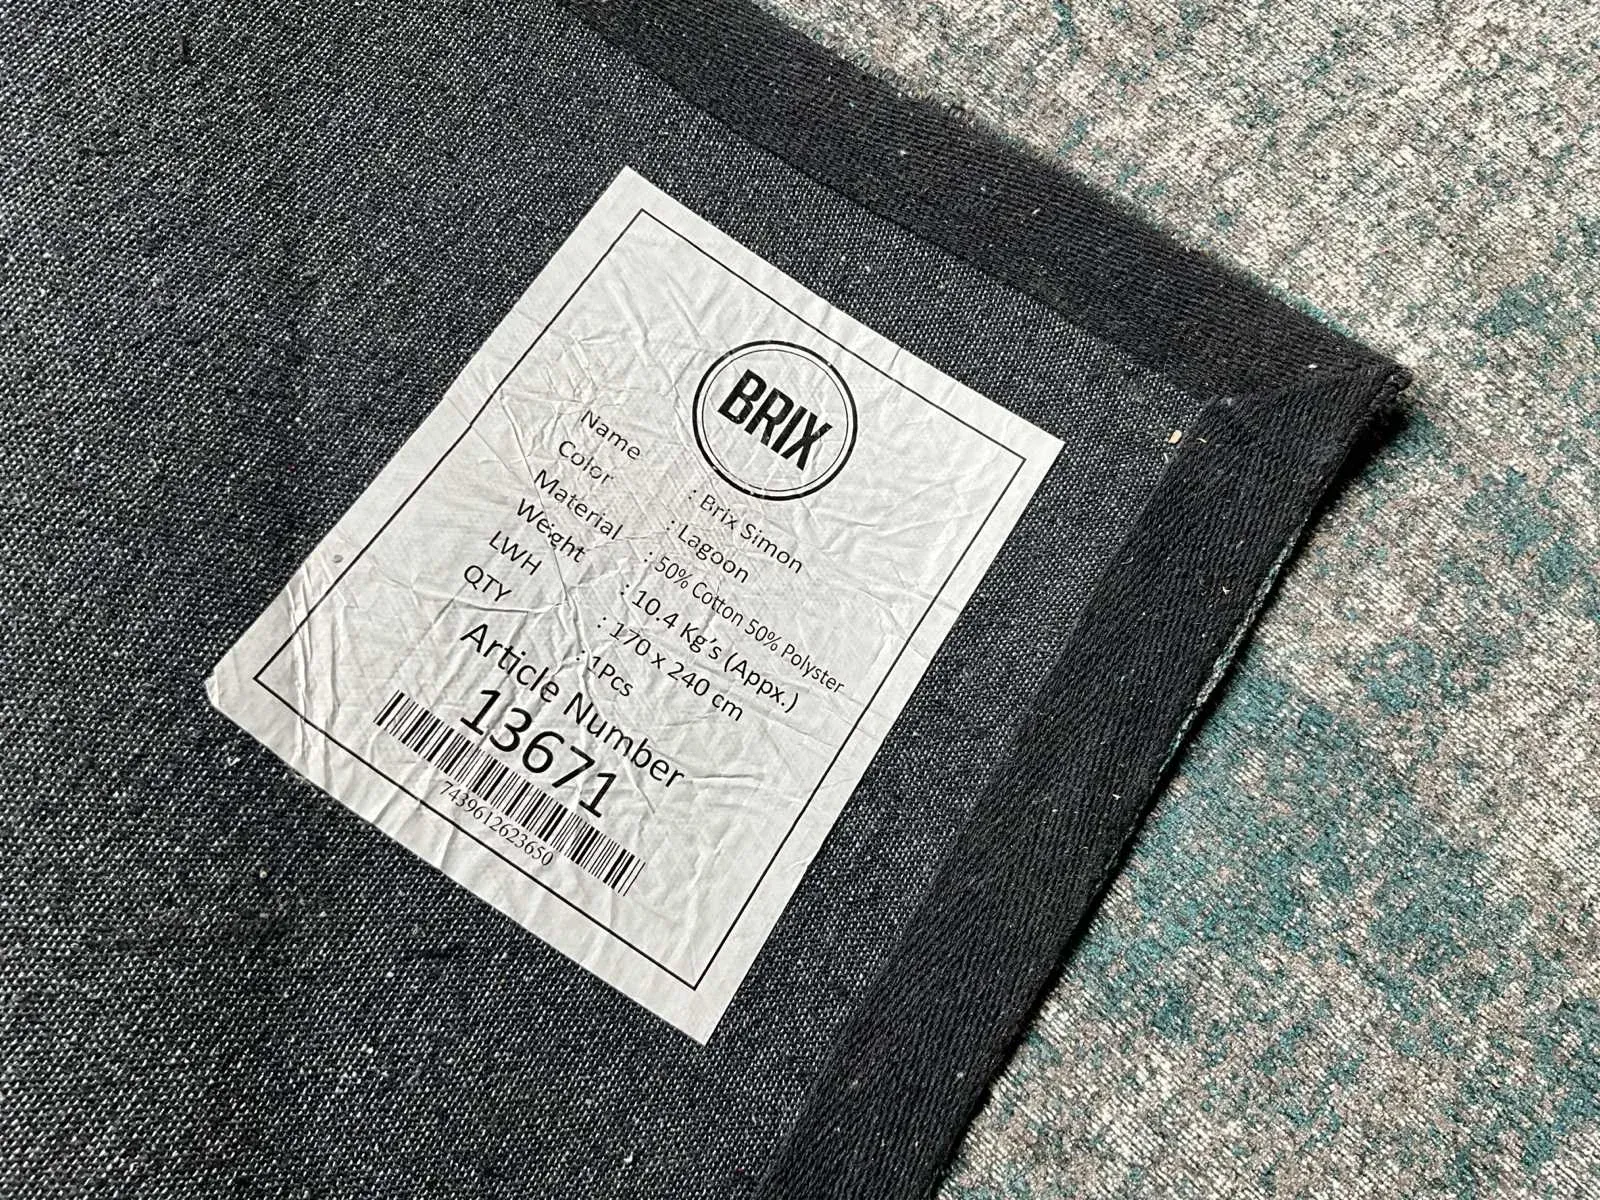 BRIX
Name : Brix Simon
Color : Lagoon
Material : 50% Cotton 50% Polyster
Weight : 10.4 Kg's (Appx.)
LWH : 170 x 240 cm
QTY : 1Pcs
Article Number
13671
7439612623650